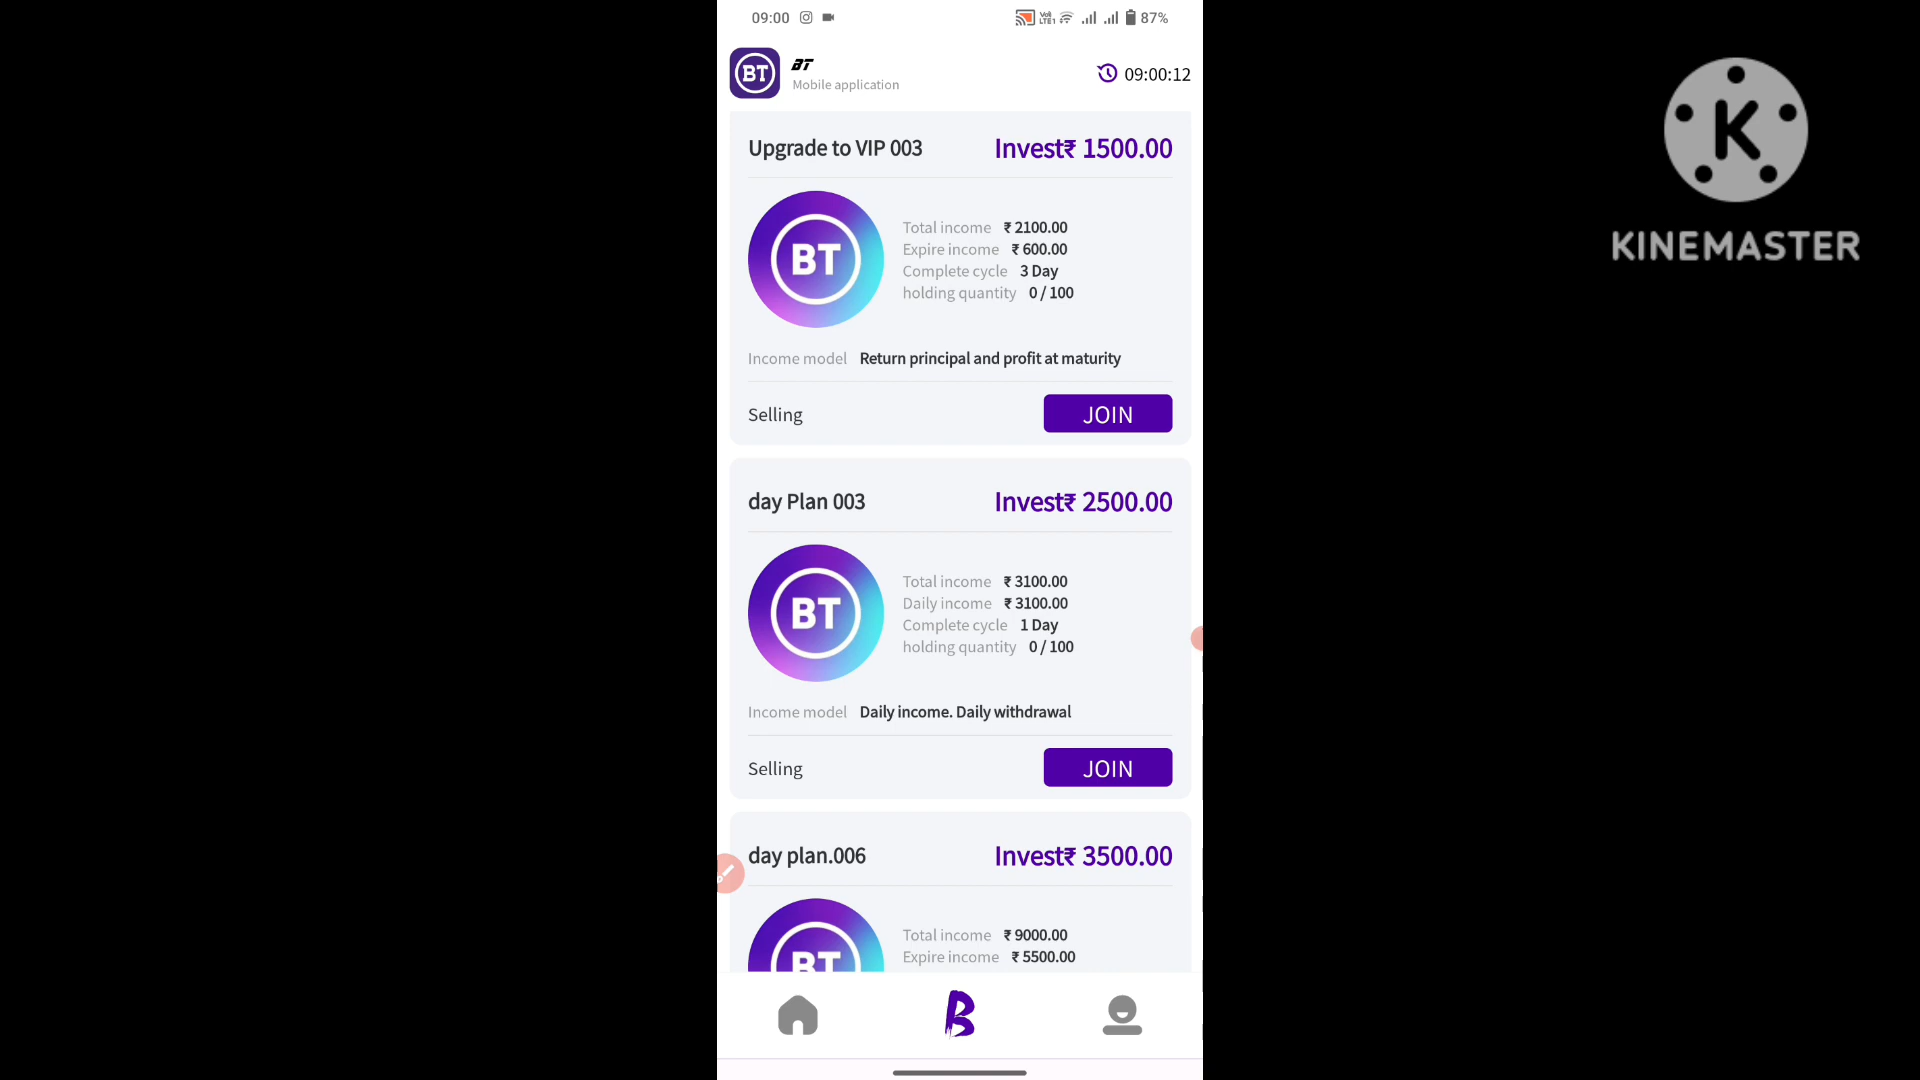 09:00
87%
BT
BT
Mobile application
09:00:12
Upgrade to VIP 003
Invest₹ 1500.00
BT
Total income ₹ 2100.00
Expire income ₹ 600.00
Complete cycle 3 Day
holding quantity 0 / 100
Income model Return principal and profit at maturity
Selling
JOIN
day Plan 003
Invest₹ 2500.00
BT
Total income ₹ 3100.00
Daily income ₹ 3100.00
Complete cycle 1 Day
holding quantity 0 / 100
Income model Daily income. Daily withdrawal
Selling
JOIN
day plan.006
Invest₹ 3500.00
BT
Total income ₹ 9000.00
Expire income ₹ 5500.00
B
K
KINEMASTER